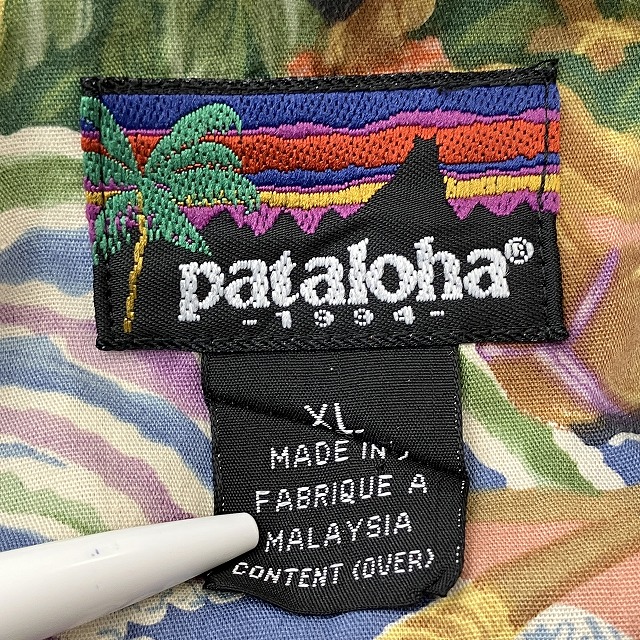 pataloha®
-1994-
XL
MADE IN
FABRIQUE A
MALAYSIA
CONTENT (OVER)